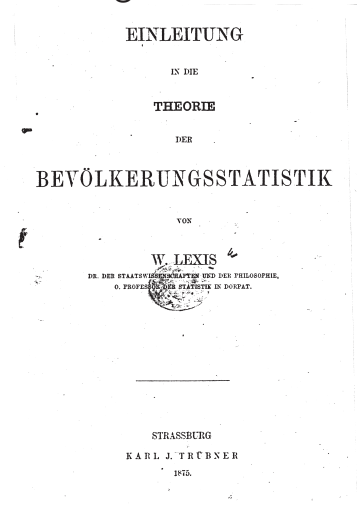 EINLEITUNG
IN DIE
THEORIE
DER
BEVÖLKERUNGSSTATISTIK
VON
W. LEXIS
DR. DER STAATSWISSENSCHAFTEN UND DER PHILOSOPHIE,
O. PROFESSOR DER STATISTIK IN DORPAT.
STRASSBURG
KARL J. TRÜBNER
1875.